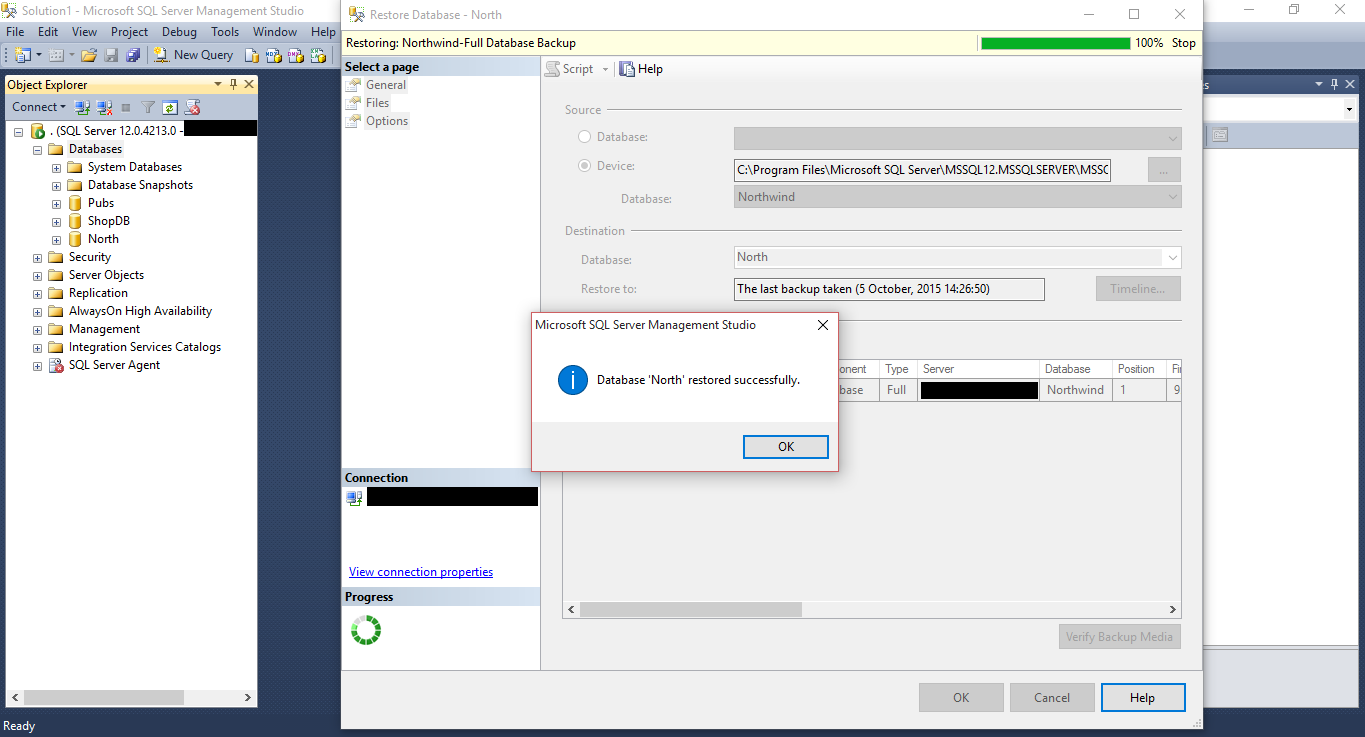 Solution1 - Microsoft SQL Server Management Studio
File Edit View Project Debug Tools Window Help
New Query
Object Explorer
Connect
. (SQL Server 12.0.4213.0 -
Databases
System Databases
Database Snapshots
Pubs
ShopDB
North
Security
Server Objects
Replication
AlwaysOn High Availability
Management
Integration Services Catalogs
SQL Server Agent
Ready
Restore Database - North
Restoring: Northwind-Full Database Backup
100% Stop
Select a page
General
Files
Options
Connection
View connection properties
Progress
Script Help
Source
Database:
Device: C:\Program Files\Microsoft SQL Server\MSSQL12.MSSQLSERVER\MSSQ ...
Database: Northwind
Destination
Database: North
Restore to: The last backup taken (5 October, 2015 14:26:50) Timeline...
Microsoft SQL Server Management Studio
Database 'North' restored successfully.
OK
onent Type Server Database Position Fi
base Full Northwind 1 9
Verify Backup Media
OK Cancel Help
s